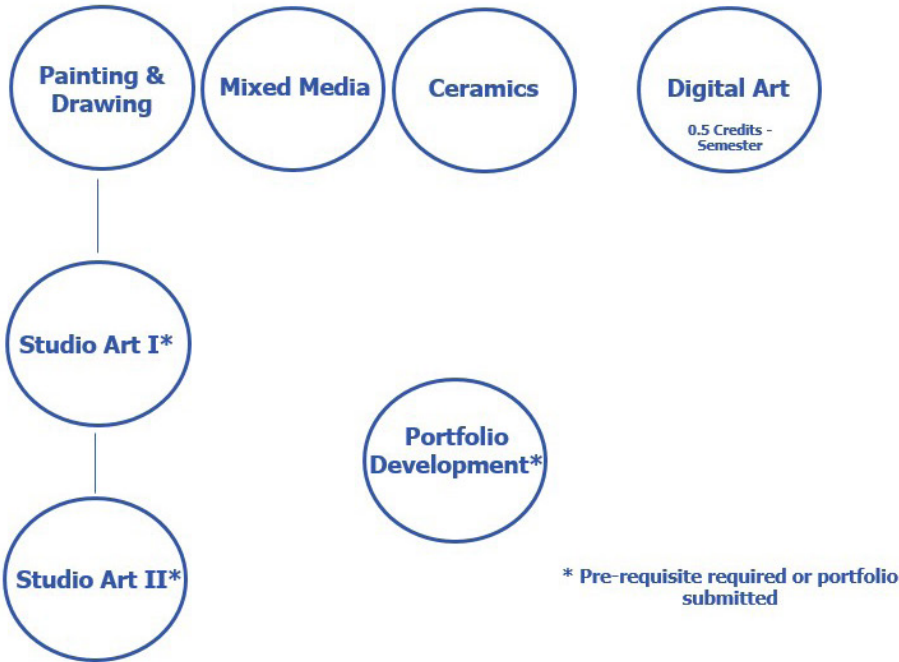 Painting &
Drawing
Mixed Media
Ceramics
Digital Art
0.5 Credits -
Semester
Studio Art I*
Portfolio
Development*
Studio Art II*
* Pre-requisite required or portfolio
submitted